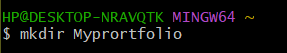 HP@DESKTOP-NRAVQTK MINGW64 ~
$ mkdir Myprortfolio